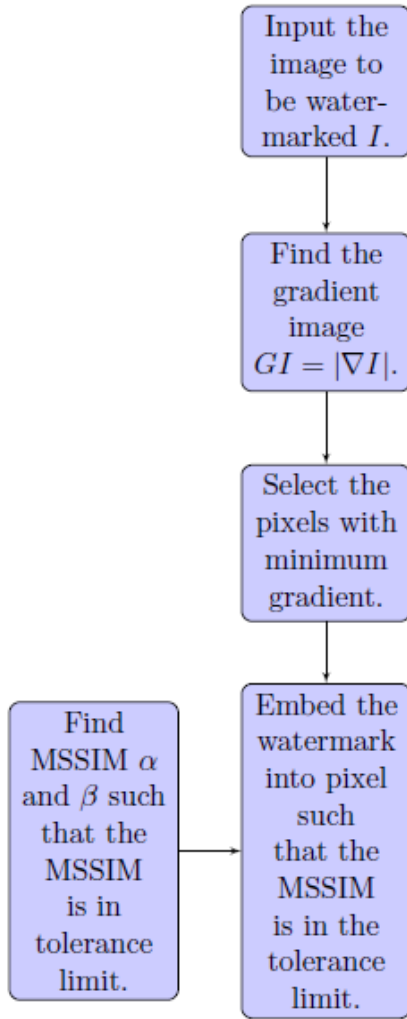 Input the
image to
be water-
marked I.
Find the
gradient
image
GI = |∇I|.
Select the
pixels with
minimum
gradient.
Find
MSSIM α
and β such
that the
MSSIM
is in
tolerance
limit.
Embed the
watermark
into pixel
such
that the
MSSIM
is in the
tolerance
limit.